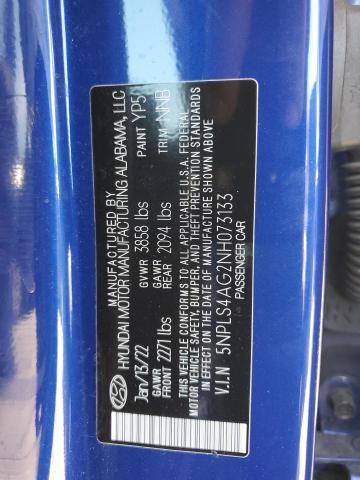 MANUFACTURED BY
HYUNDAI MOTOR MANUFACTURING ALABAMA, LLC
Jan/13/22 GVWR 3858 lbs PAINT YP5
GAWR FRONT 2271 lbs GAWR REAR 2094 lbs TRIM NNB
THIS VEHICLE CONFORMS TO ALL APPLICABLE U.S.A. FEDERAL
MOTOR VEHICLE SAFETY, BUMPER, AND THEFT PREVENTION STANDARDS
IN EFFECT ON THE DATE OF MANUFACTURE SHOWN ABOVE
V.I.N 5NPLS4AG2NH073133
PASSENGER CAR